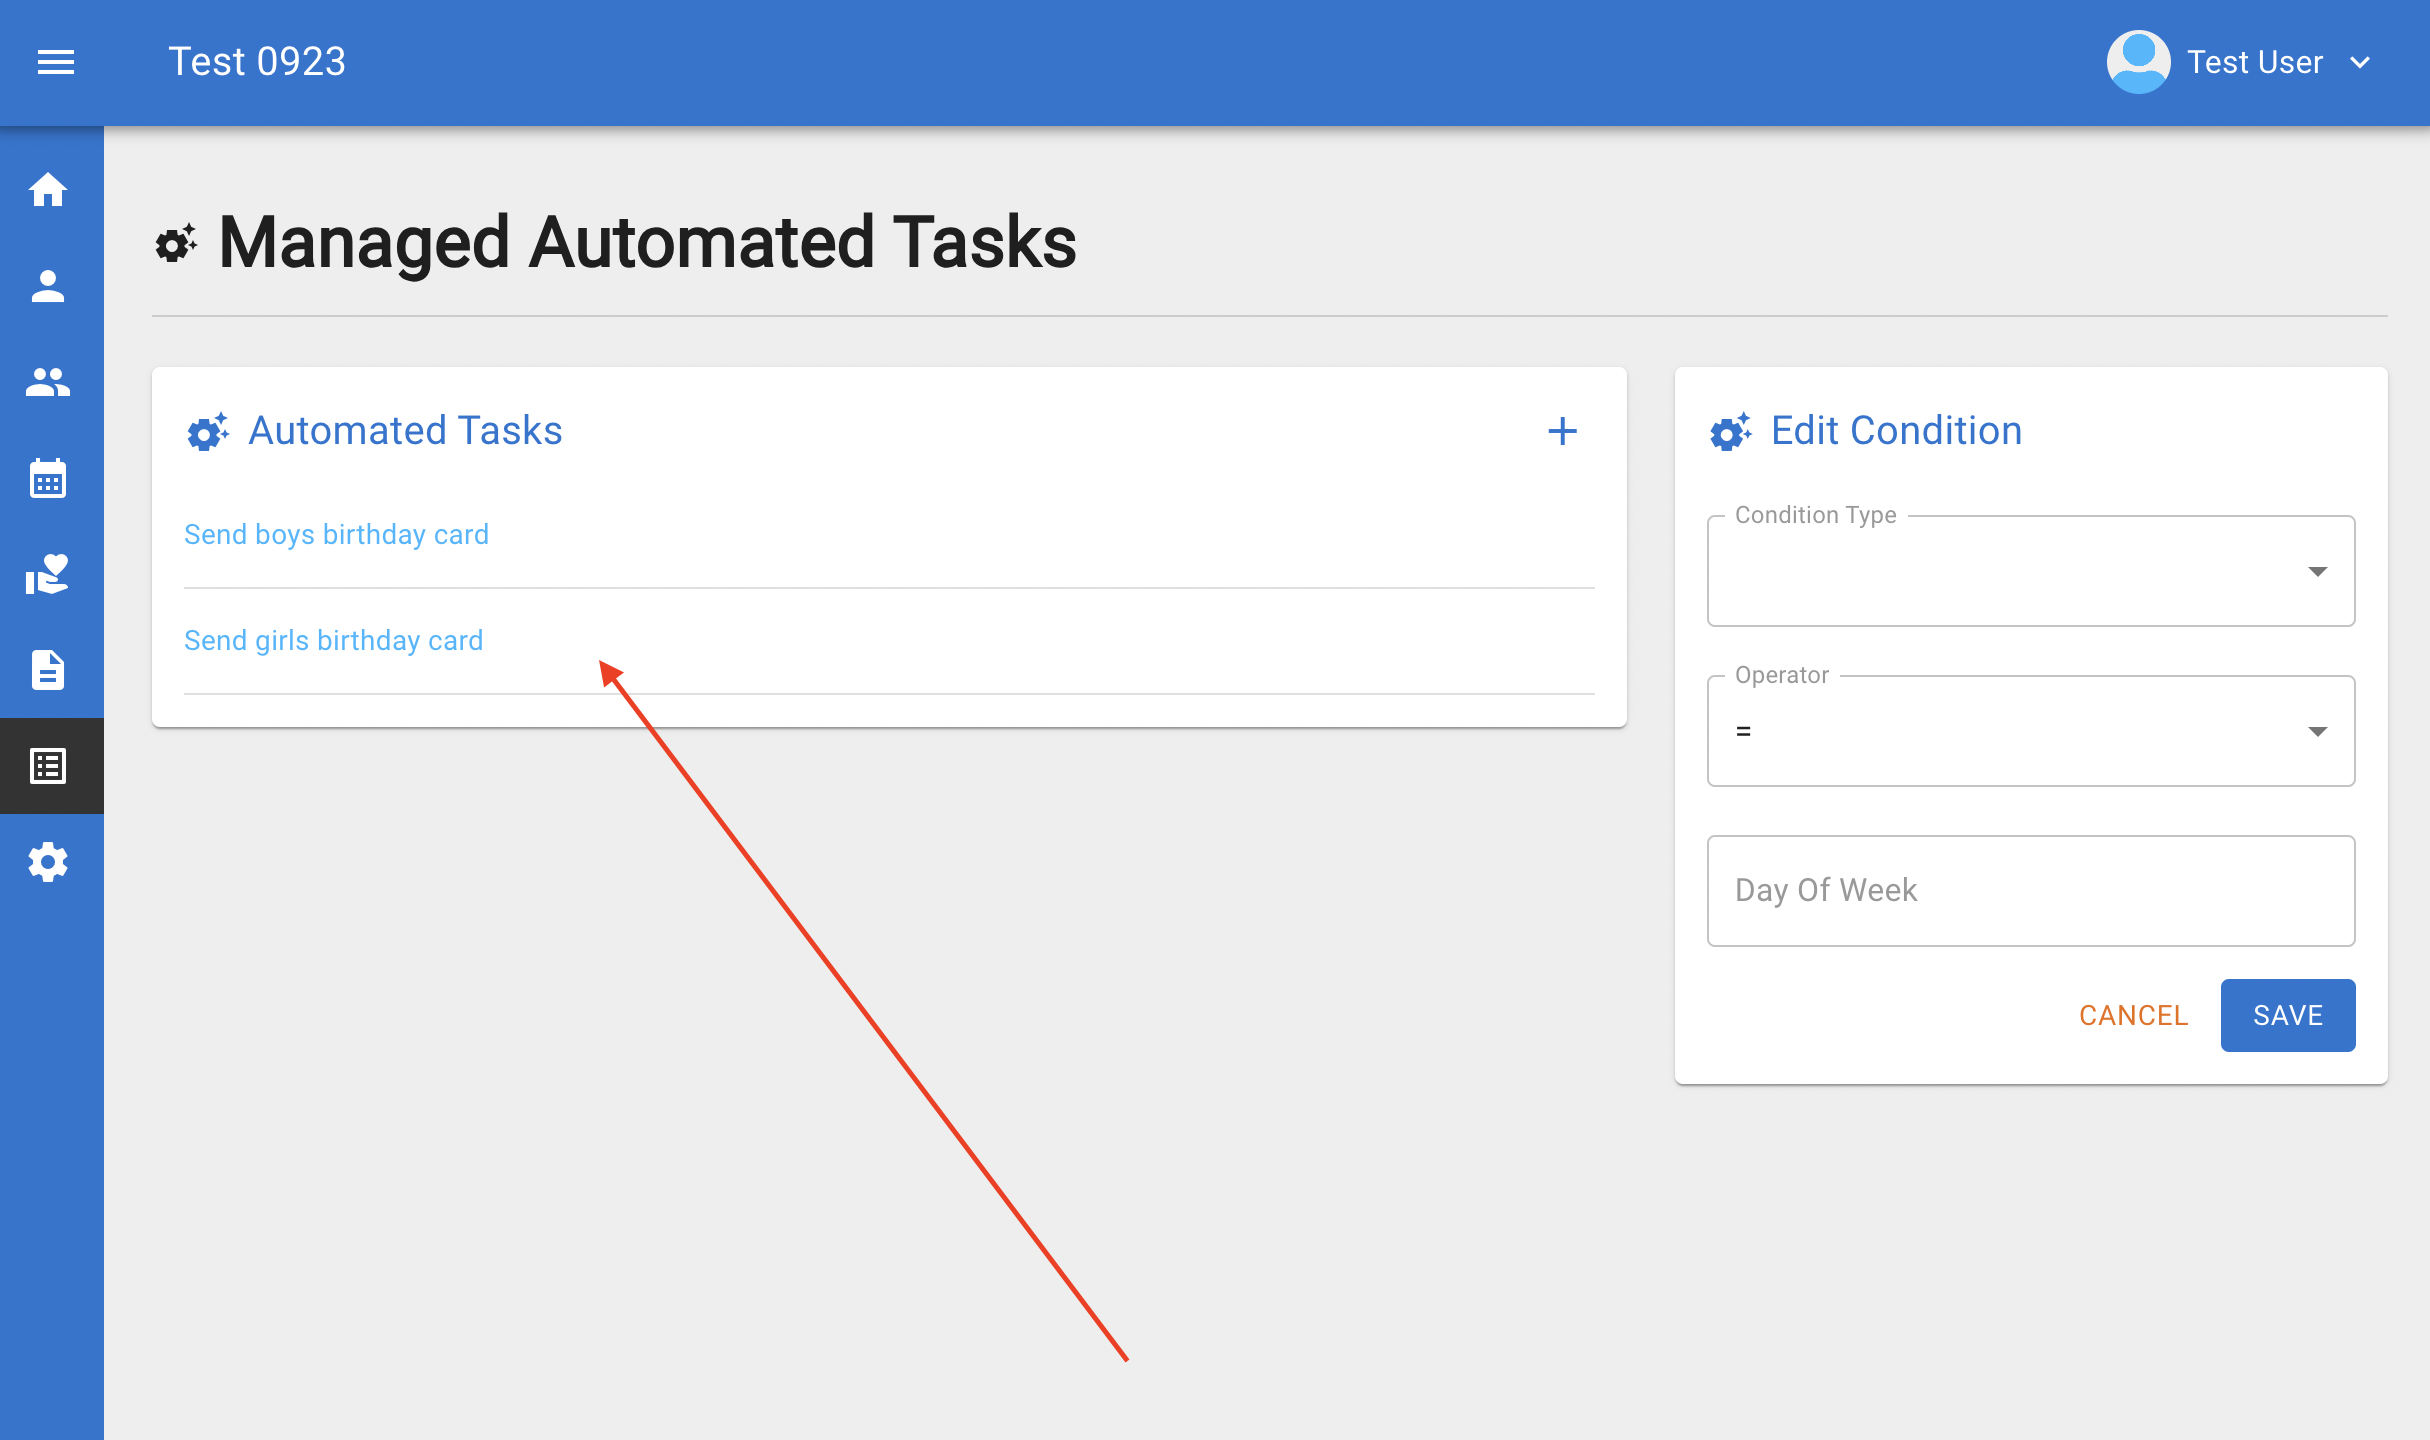 Test 0923
Test User
Managed Automated Tasks
Automated Tasks
Send boys birthday card
Send girls birthday card
Edit Condition
Condition Type
Operator
=
Day Of Week
CANCEL
SAVE